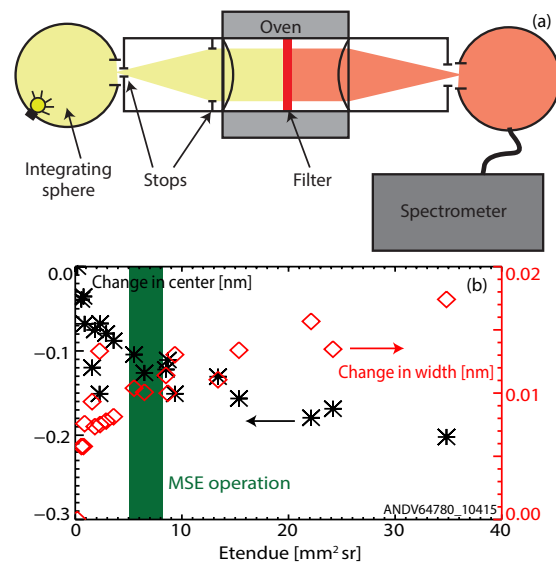 (a)
Oven
Integrating
sphere
Stops
Filter
Spectrometer
(b)
Change in center [nm]
Change in width [nm]
MSE operation
ANDV64780_10415
0.0
−0.1
−0.2
−0.3
0.02
0.01
0.00
0
10
20
30
40
Etendue [mm² sr]